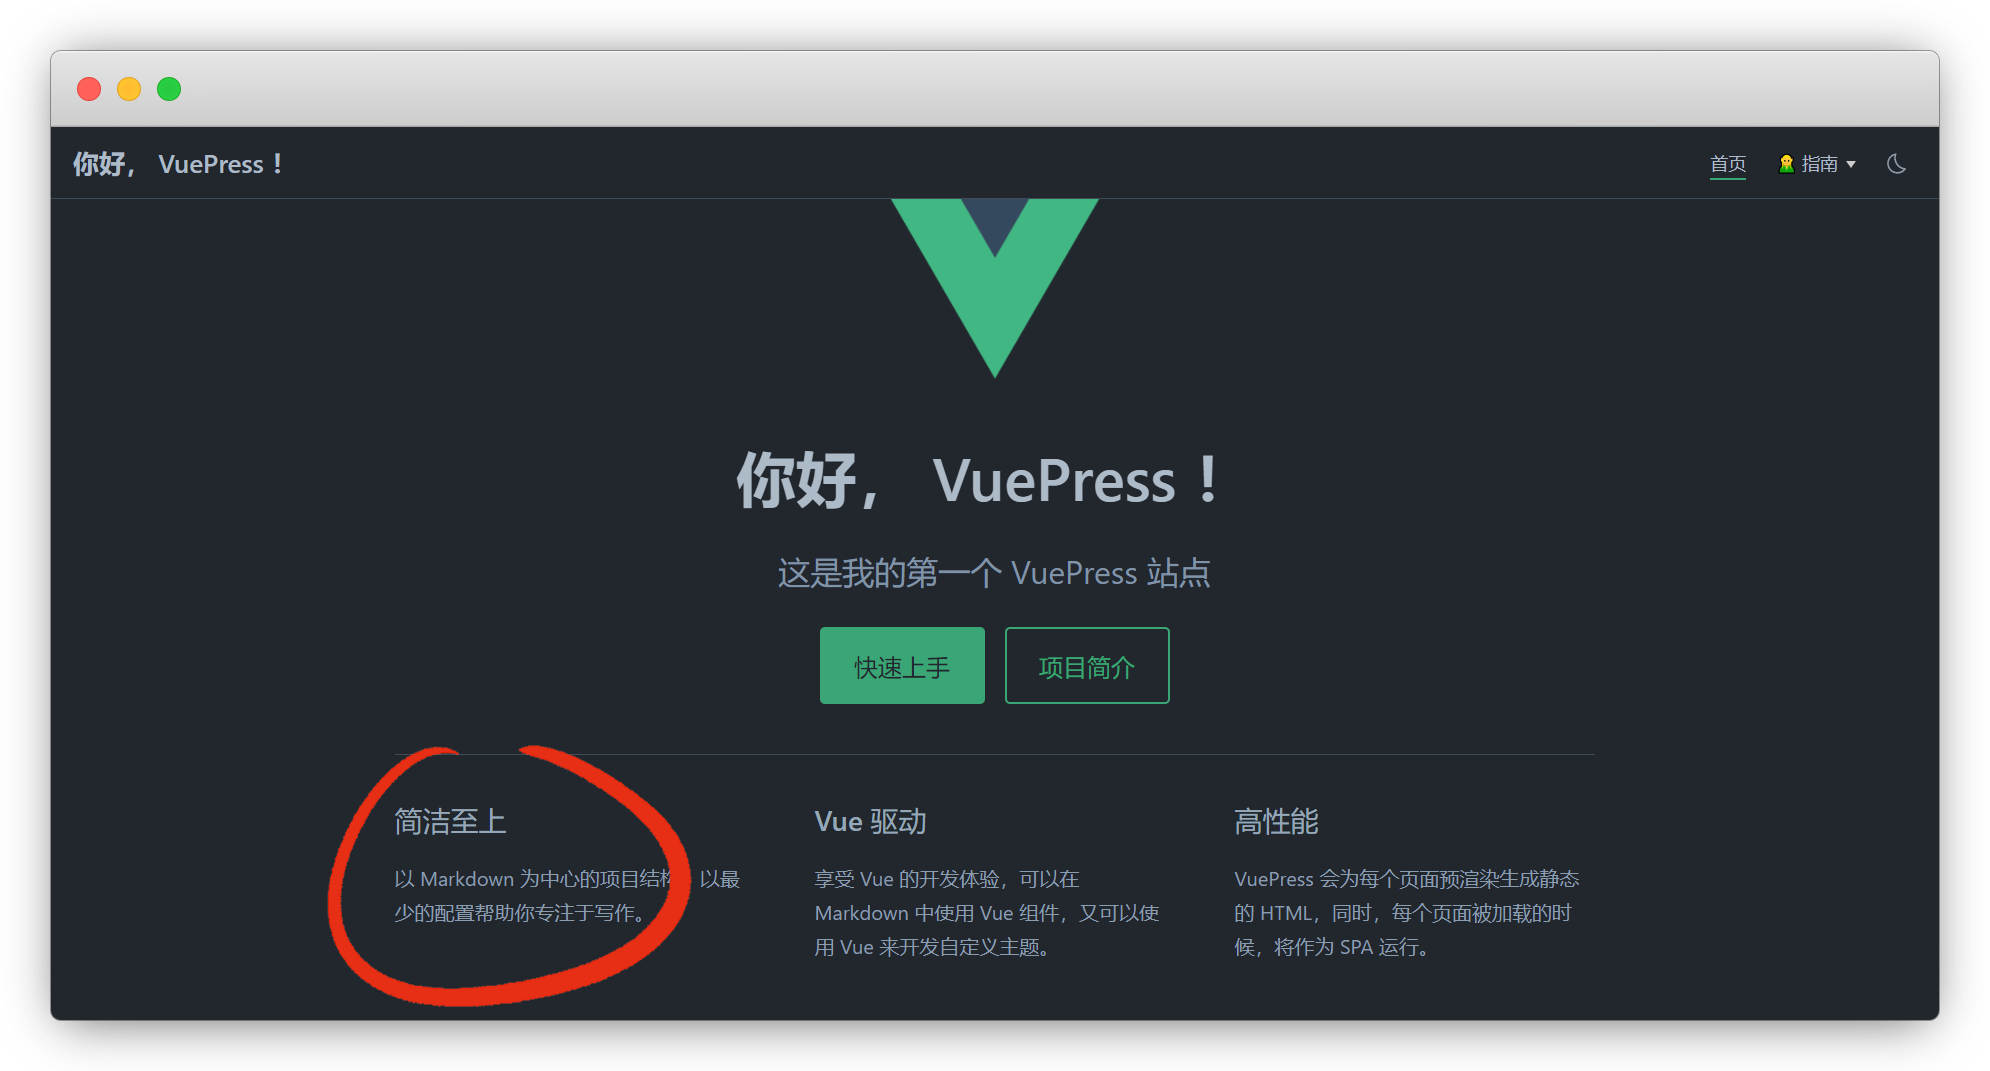 你好， VuePress！
首页
指南
你好， VuePress！
这是我的第一个 VuePress 站点
快速上手
项目简介
简洁至上
以 Markdown 为中心的项目结构 以最
少的配置帮助你专注于写作。
Vue 驱动
享受 Vue 的开发体验，可以在
Markdown 中使用 Vue 组件，又可以使
用 Vue 来开发自定义主题。
高性能
VuePress 会为每个页面预渲染生成静态
的 HTML，同时，每个页面被加载的时
候，将作为 SPA 运行。